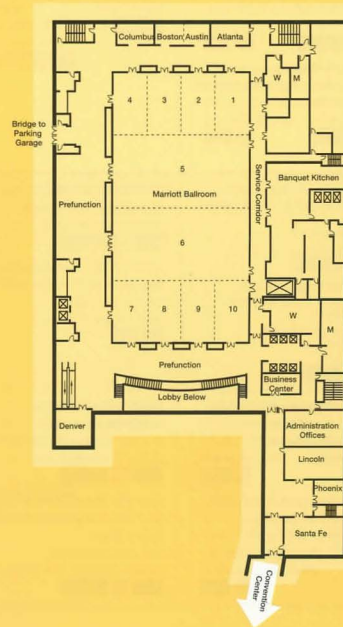 Columbus Boston Austin Atlanta
W M
4 3 2 1
Bridge to
Parking
Garage
5
Marriott Ballroom
Service Corridor
Banquet Kitchen
Prefunction
6
7 8 9 10
W
M
Prefunction
Business
Center
Lobby Below
Denver
Administration
Offices
Lincoln
Phoenix
Santa Fe
Convention
Center